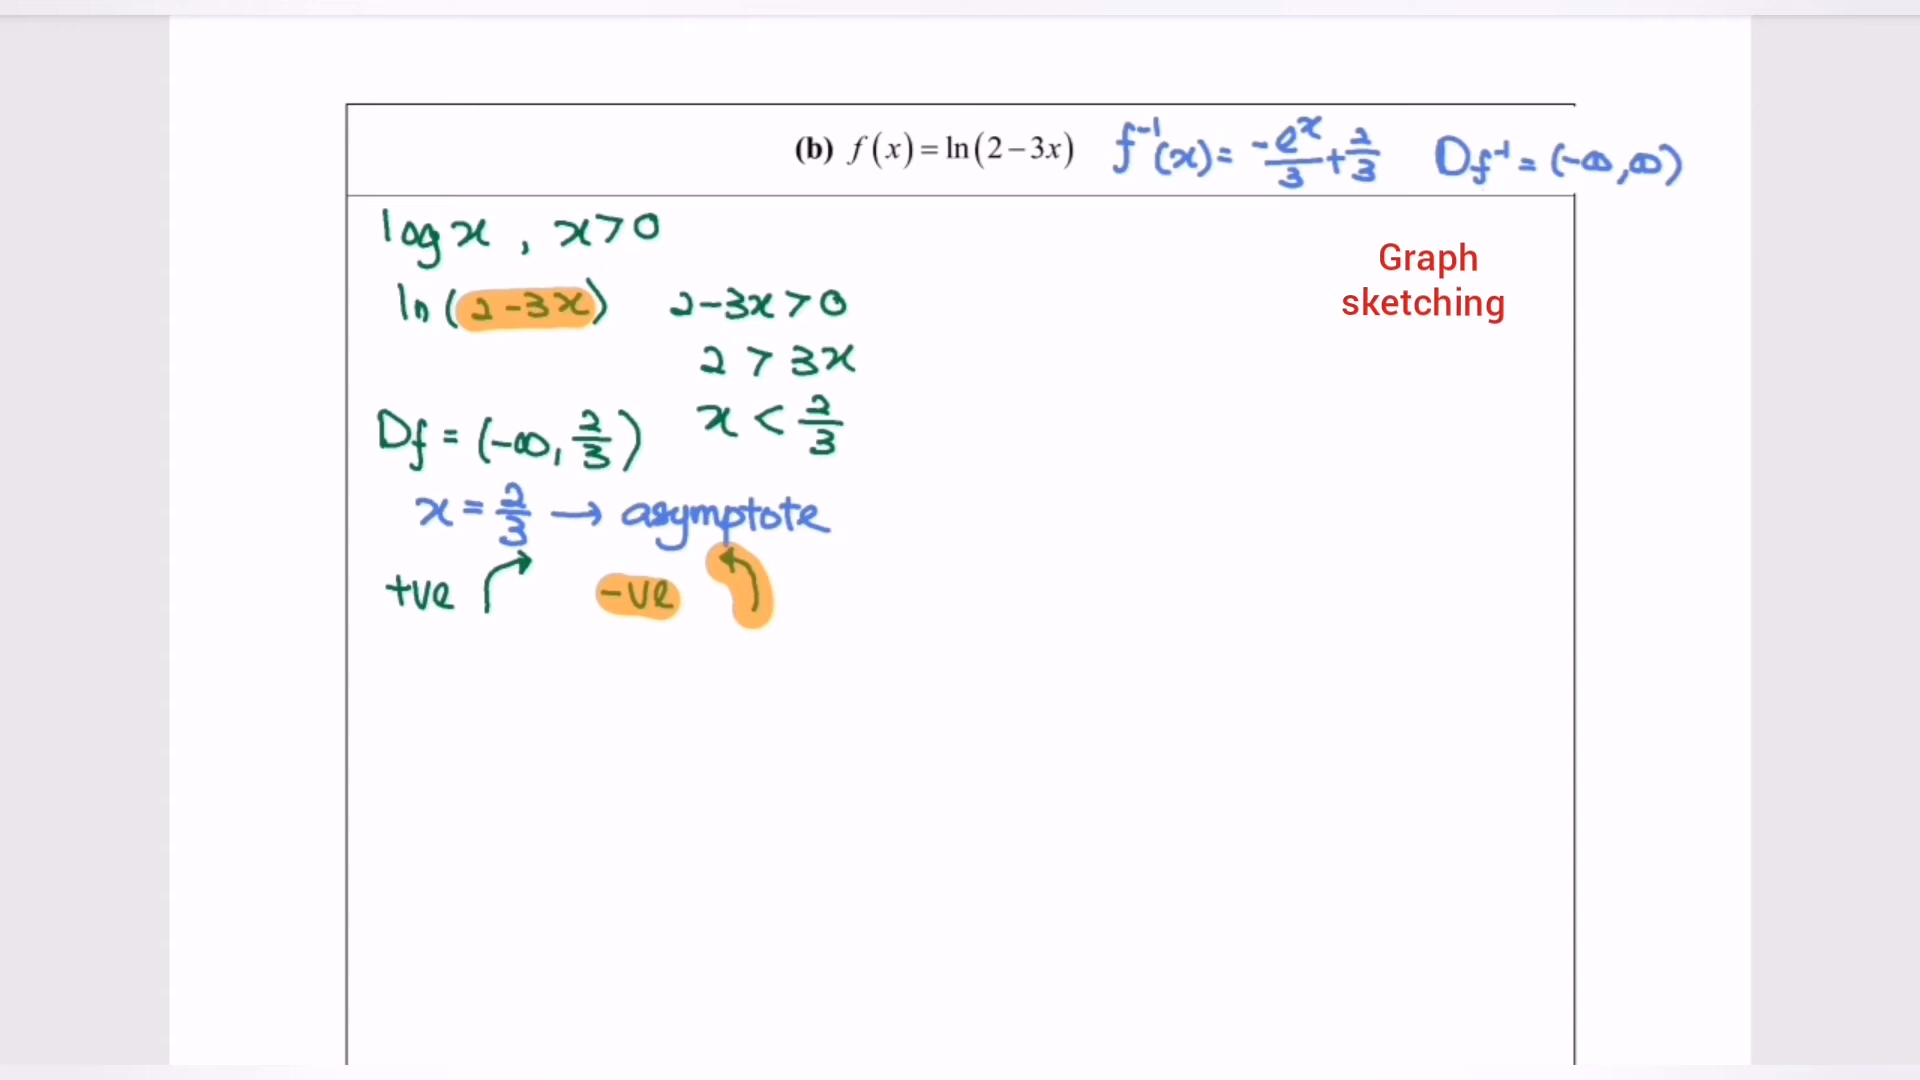 (b) f(x) = ln(2−3x) f⁻¹(x) = -eˣ/3 + 2/3 Df⁻¹ = (-∞, ∞)
log x , x > 0
Graph
sketching
ln (2-3x) 2-3x > 0
2 > 3x
Df = (-∞, 2/3) x < 2/3
x = 2/3 → asymptote
+ve -ve